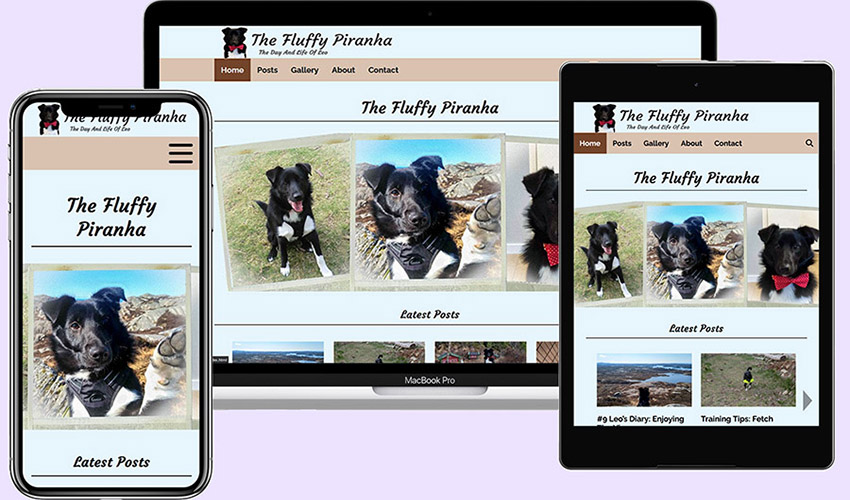 The Fluffy Piranha
The Day And Life Of Leo
Home Posts Gallery About Contact
The Fluffy Piranha
Latest Posts
MacBook Pro
The Fluffy Piranha
The Day And Life Of Leo
The Fluffy
Piranha
Latest Posts
The Fluffy Piranha
The Day And Life Of Leo
Home Posts Gallery About Contact
The Fluffy Piranha
Latest Posts
#9 Leo's Diary: Enjoying
Training Tips: Fetch